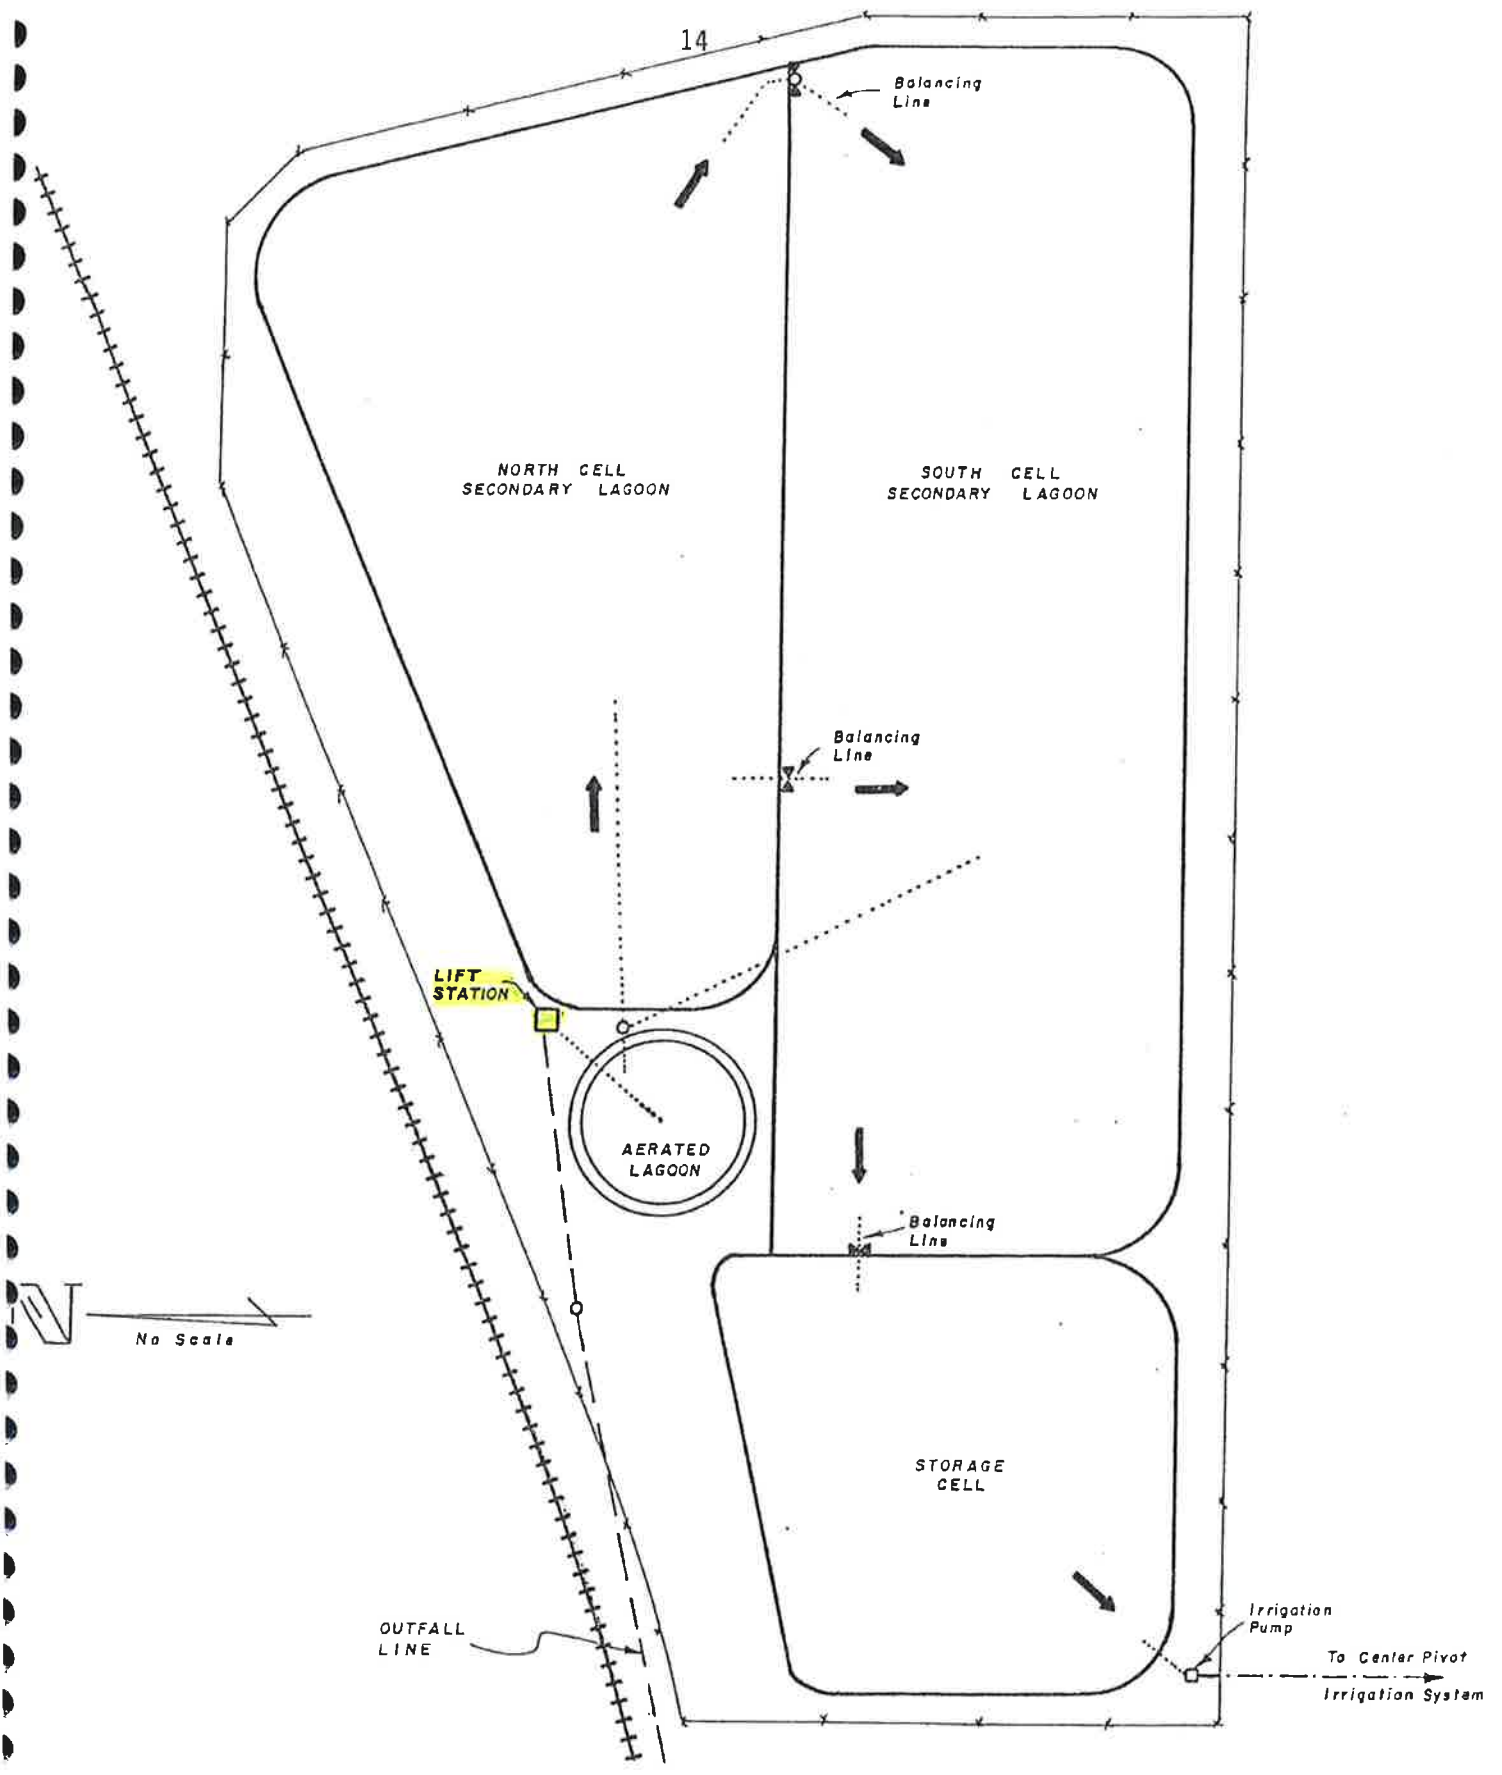 14
Balancing
Line
NORTH CELL
SECONDARY LAGOON
SOUTH CELL
SECONDARY LAGOON
Balancing
Line
LIFT
STATION
AERATED
LAGOON
Balancing
Line
N
No Scale
STORAGE
CELL
OUTFALL
LINE
Irrigation
Pump
To Center Pivot
Irrigation System